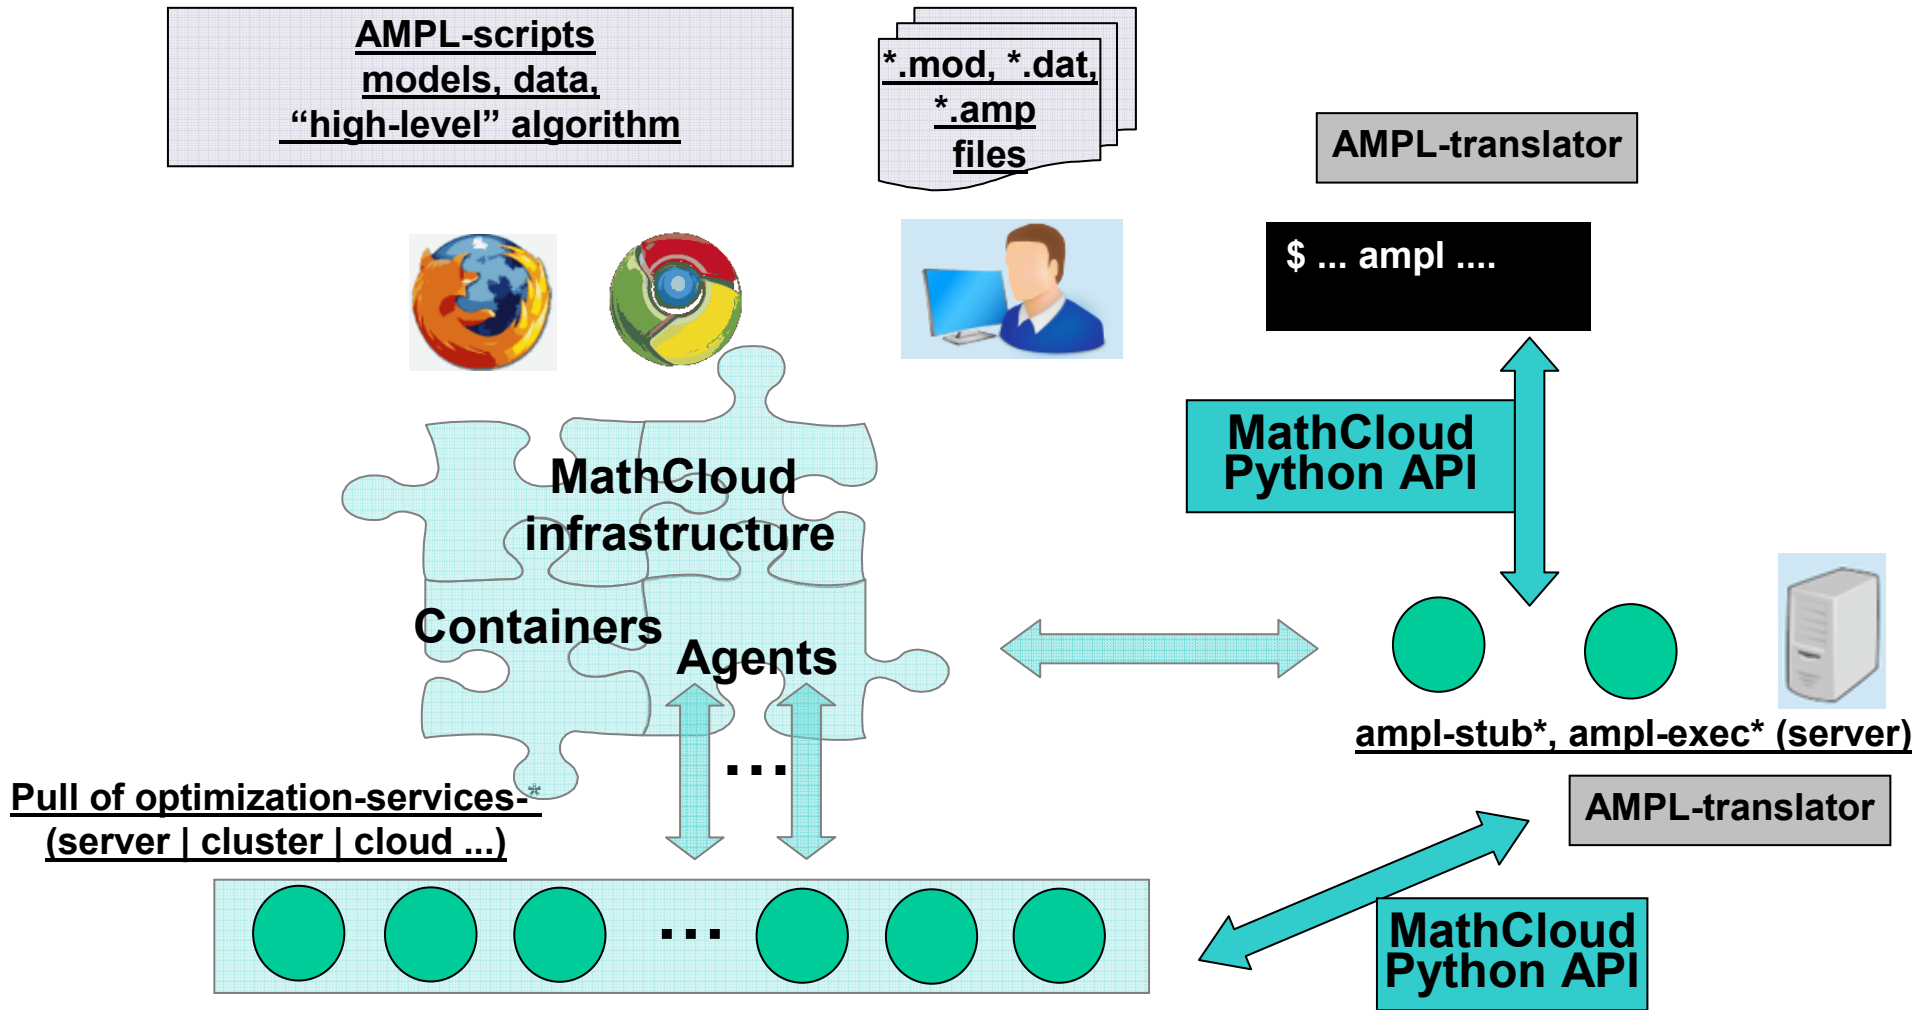 AMPL-scripts
models, data,
“high-level” algorithm
*.mod, *.dat,
*.amp
files
AMPL-translator
$ ... ampl ....
MathCloud
Python API
MathCloud
infrastructure
Containers
Agents
...
ampl-stub*, ampl-exec* (server)
Pull of optimization-services-*
(server | cluster | cloud ...)
AMPL-translator
...
MathCloud
Python API